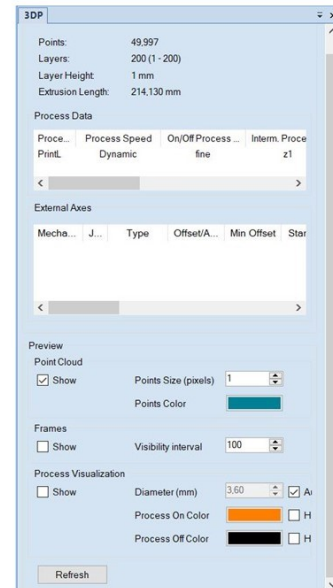 3DP
Points: 49,997
Layers: 200 (1 - 200)
Layer Height: 1 mm
Extrusion Length: 214,130 mm
Process Data
Proce... Process Speed On/Off Process ... Interm. Proce
PrintL Dynamic fine z1
External Axes
Mecha... J... Type Offset/A... Min Offset Star
Preview
Point Cloud
Show Points Size (pixels) 1
Points Color
Frames
Show Visibility interval 100
Process Visualization
Show Diameter (mm) 3,60 Au
Process On Color H
Process Off Color H
Refresh